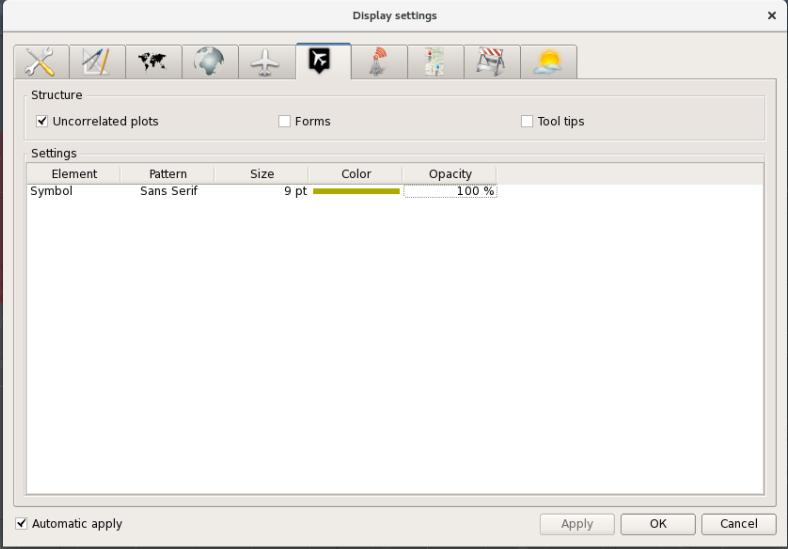 Display settings
Structure
Uncorrelated plots Forms Tool tips
Settings
Element Pattern Size Color Opacity
Symbol Sans Serif 9 pt 100 %
Automatic apply Apply OK Cancel